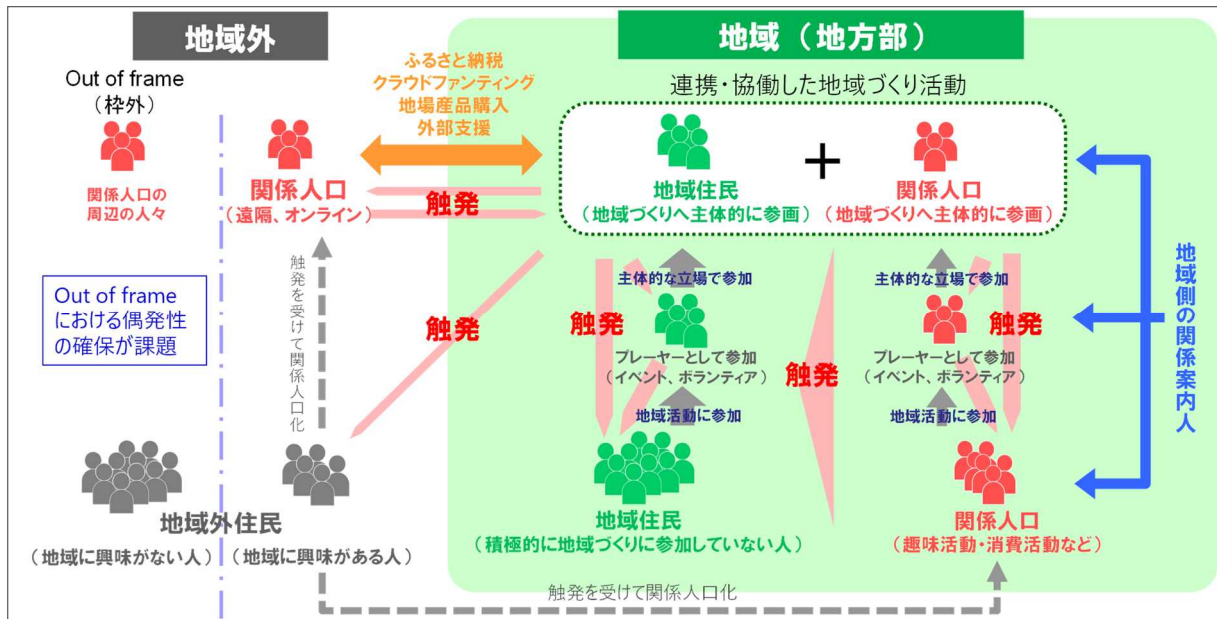 地域外
地域（地方部）
Out of frame
（枠外）
ふるさと納税
クラウドファンティング
地場産品購入
外部支援
連携・協働した地域づくり活動
関係人口の
周辺の人々
関係人口
（遠隔、オンライン）
触発
地域住民
（地域づくりへ主体的に参画）
＋
関係人口
（地域づくりへ主体的に参画）
Out of frame
における偶発性
の確保が課題
触発を受けて関係人口化
触発
触発
主体的な立場で参加
プレーヤーとして参加
（イベント、ボランティア）
地域活動に参加
触発
主体的な立場で参加
触発
プレーヤーとして参加
（イベント、ボランティア）
地域活動に参加
地域側の関係案内人
地域外住民
（地域に興味がない人）
（地域に興味がある人）
地域住民
（積極的に地域づくりに参加していない人）
関係人口
（趣味活動・消費活動など）
触発を受けて関係人口化